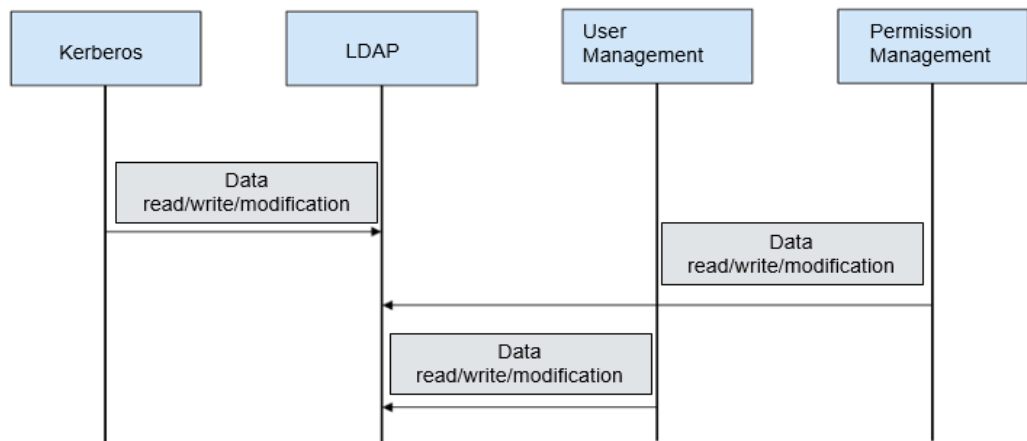 Kerberos
LDAP
User
Management
Permission
Management
Data
read/write/modification
Data
read/write/modification
Data
read/write/modification